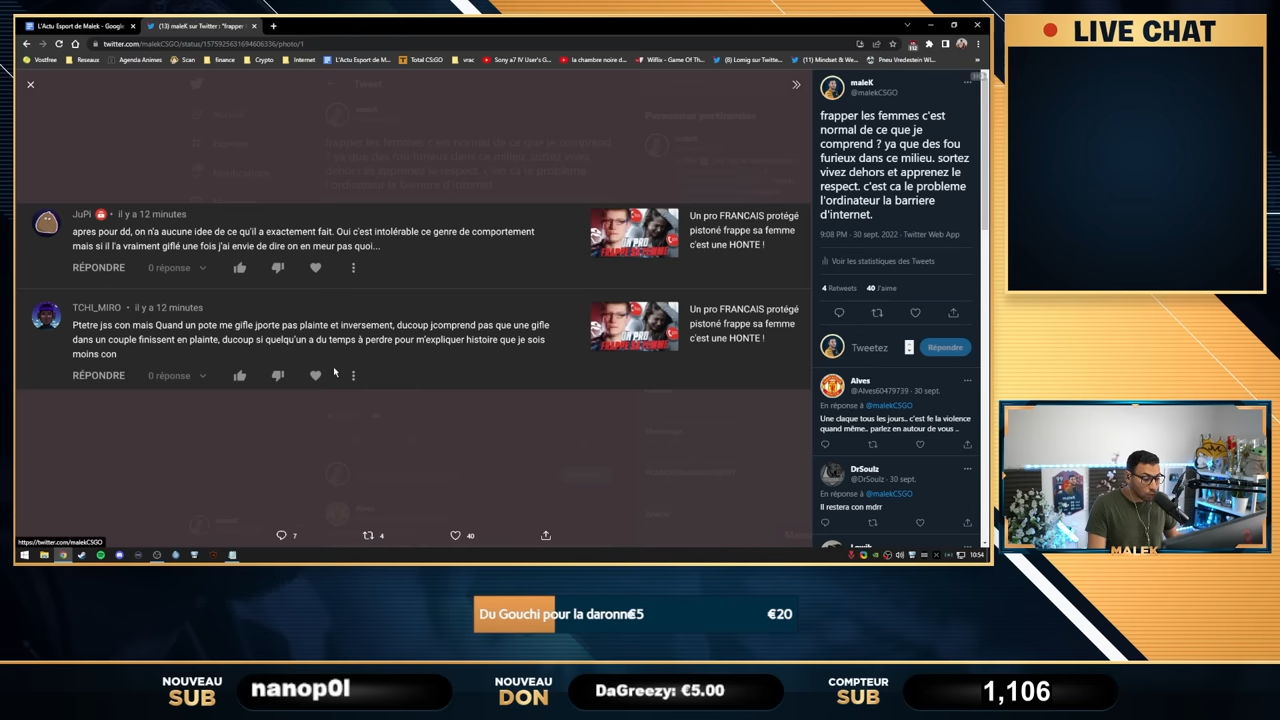 L'Actu Esport de Malek - Google
(13) maleK sur Twitter : "frapper
LIVE CHAT
twitter.com/malekCSGO/status/1575925631694606336/photo/1
Vostfree
Reseaux
Agenda Animes
Scan
finance
Crypto
Internet
L'Actu Esport de M...
Total CS:GO
vrac
Sony a7 IV User's G...
la chambre noire d...
Willis - Game Of Th...
(8) Lomig sur Twitte...
(11) Mindset & We...
Pneu Vredestein WI...
maleK
@malekCSGO
frapper les femmes c'est
normal de ce que je
comprend ? ya que des fou
furieux dans ce milieu. sortez
vivez dehors et apprenez le
respect. c'est ca le probleme
l'ordinateur la barriere
d'internet.
9:08 PM · 30 sept. 2022 · Twitter Web App
Voir les statistiques des Tweets
4 Retweets 40 J'aime
Tweetez
Répondre
JuPi • il y a 12 minutes
apres pour dd, on n'a aucune idee de ce qu'il a exactement fait. Oui c'est intolérable ce genre de comportement
mais si il l'a vraiment giflé une fois j'ai envie de dire on en meur pas quoi...
RÉPONDRE 0 réponse
ON PRO
FRAPPE SA FEMME
Un pro FRANCAIS protégé
pistoné frappe sa femme
c'est une HONTE !
TCHI_MIRO • il y a 12 minutes
Ptetre jss con mais Quand un pote me gifle jporte pas plainte et inversement, ducoup jcomprend pas que une gifle
dans un couple finissent en plainte, ducoup si quelqu'un a du temps à perdre pour m'expliquer histoire que je sois
moins con
RÉPONDRE 0 réponse
ON PRO
FRAPPE SA FEMME
Un pro FRANCAIS protégé
pistoné frappe sa femme
c'est une HONTE !
Alves
@Alves60479739 · 30 sept.
En réponse à @malekCSGO
Une claque tous les jours.. c'est fe la violence
quand même.. parlez en autour de vous ..
DrSoulz
@DrSoulz · 30 sept.
En réponse à @malekCSGO
Il restera con mdrr
7
4
40
https://twitter.com/malekCSGO
10:54
MALEK
Du Gouchi pour la daronne €5 €20
NOUVEAU
SUB
nanop0l
NOUVEAU
DON
DaGreezy: €5.00
COMPTEUR
SUB
1,106